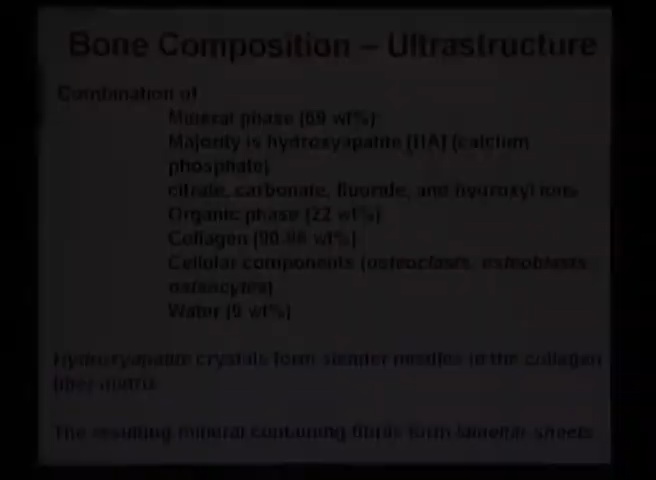 Bone Composition – Ultrastructure
Combination of
Mineral phase (69 wt%)
Majority is hydroxyapatite [HA] (calcium
phosphate)
citrate, carbonate, fluoride, and hydroxyl ions
Organic phase (22 wt%)
Collagen (90-96 wt%)
Cellular components (osteoclasts, osteoblasts,
osteocytes)
Water (9 wt%)
Hydroxyapatite crystals form slender needles in the collagen
fiber matrix
The resulting mineral containing fibrils form lamellar sheets